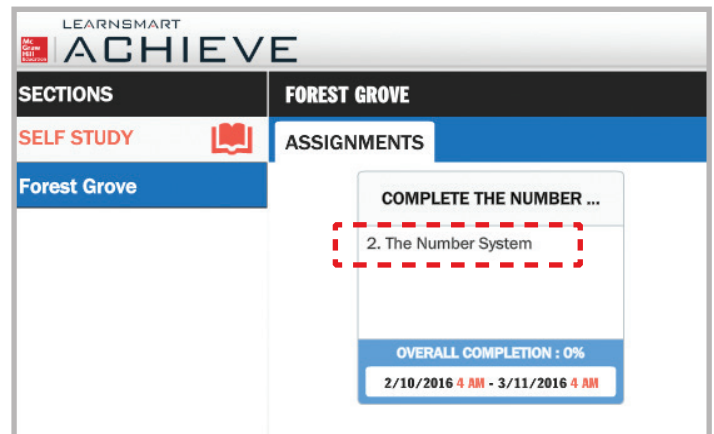 LEARNSMART
Mc Graw Hill Education ACHIEVE
SECTIONS
FOREST GROVE
SELF STUDY
ASSIGNMENTS
Forest Grove
COMPLETE THE NUMBER ...
2. The Number System
OVERALL COMPLETION : 0%
2/10/2016 4 AM - 3/11/2016 4 AM